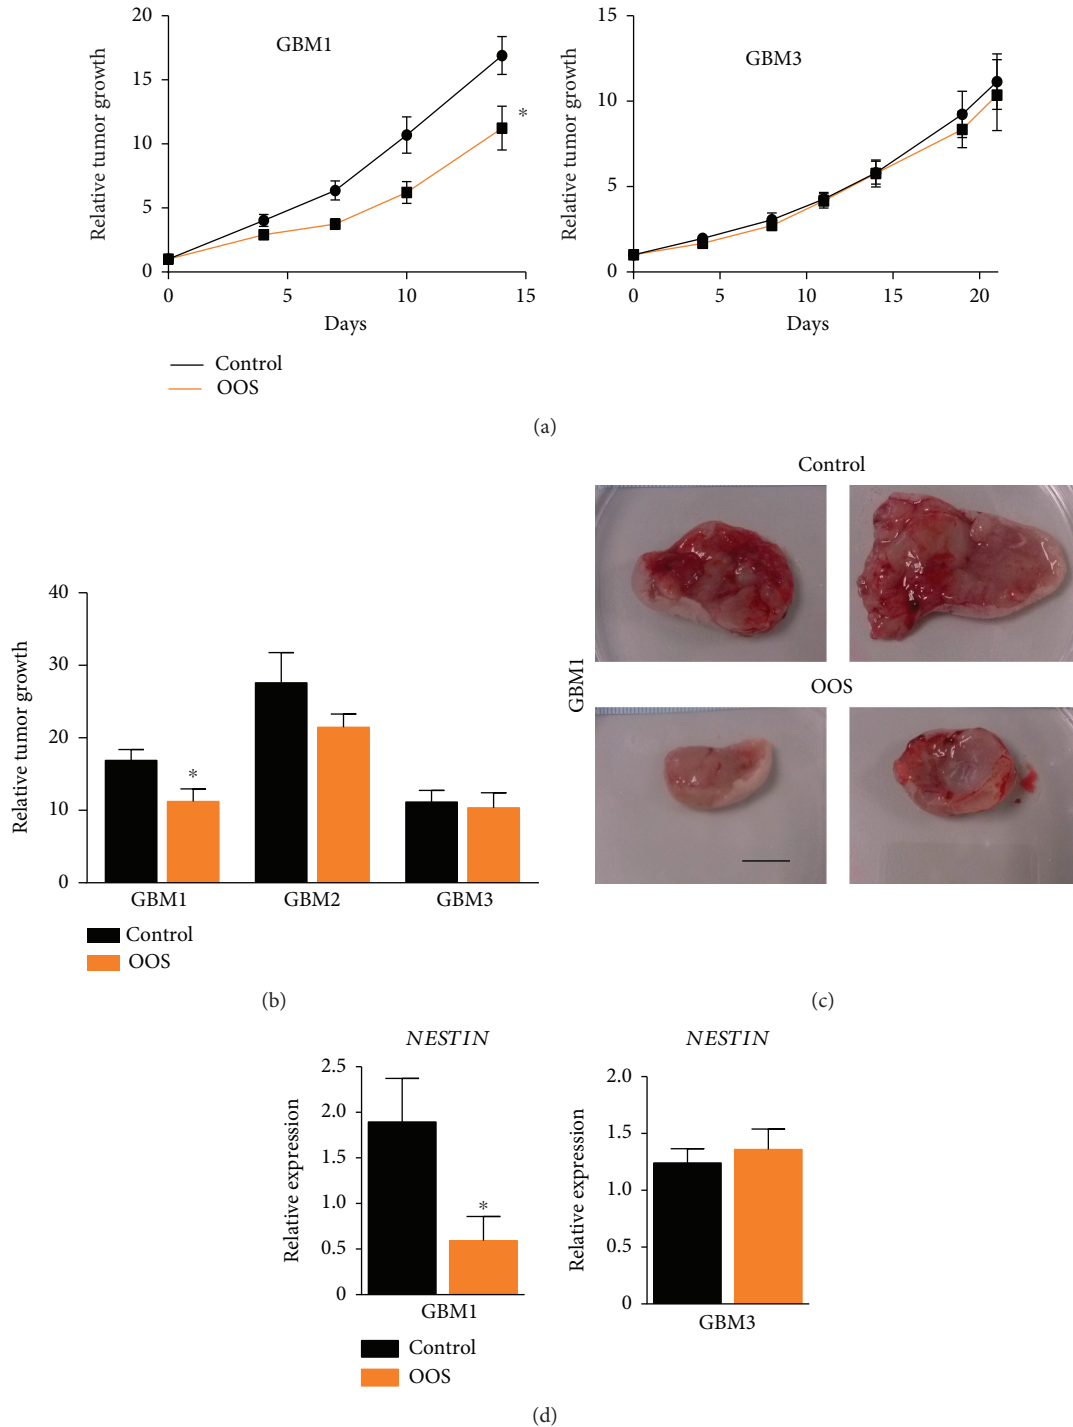 GBM1
Relative tumor growth
20
15
10
5
0
0
5
10
15
Days
*
GBM3
Relative tumor growth
15
10
5
0
0
5
10
15
20
Days
Control
OOS
(a)
Relative tumor growth
40
30
20
10
0
*
GBM1
GBM2
GBM3
Control
OOS
(b)
Control
GBM1
OOS
(c)
NESTIN
Relative expression
2.5
2.0
1.5
1.0
0.5
0
*
GBM1
NESTIN
Relative expression
2.0
1.5
1.0
0.5
0
GBM3
Control
OOS
(d)